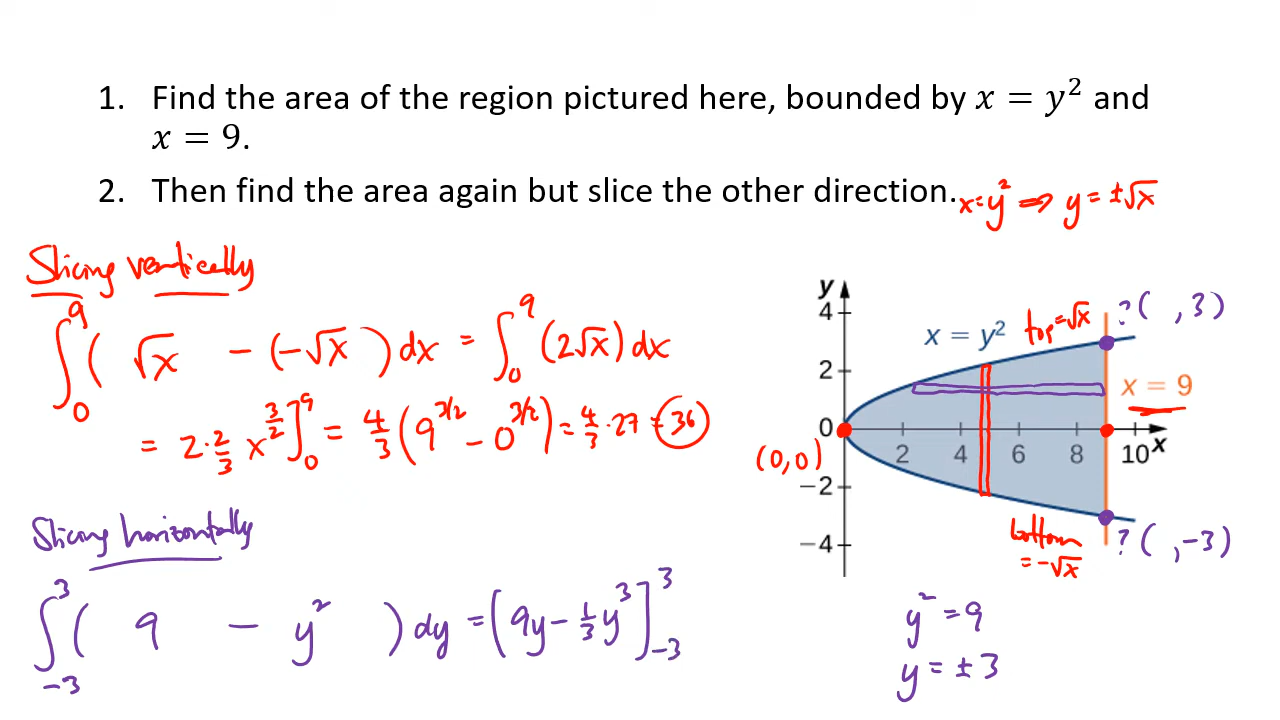 1. Find the area of the region pictured here, bounded by x = y² and
x = 9.
2. Then find the area again but slice the other direction.
x=y² ⇒ y = ±√x
Slicing vertically
∫₀⁹ ( √x − (−√x) ) dx = ∫₀⁹ (2√x) dx
= 2·2/3 x^(3/2) ]₀⁹ = 4/3 (9^(3/2) − 0^(3/2)) = 4/3 · 27 = 36
Slicing horizontally
∫₋₃³ ( 9 − y² ) dy = [9y − 1/3 y³]₋₃³
y
4
2
0
−2
−4
2 4 6 8 10 x
x = y²
top=√x
?( , 3)
x = 9
(0,0)
bottom
= −√x
?( , −3)
y² = 9
y = ±3